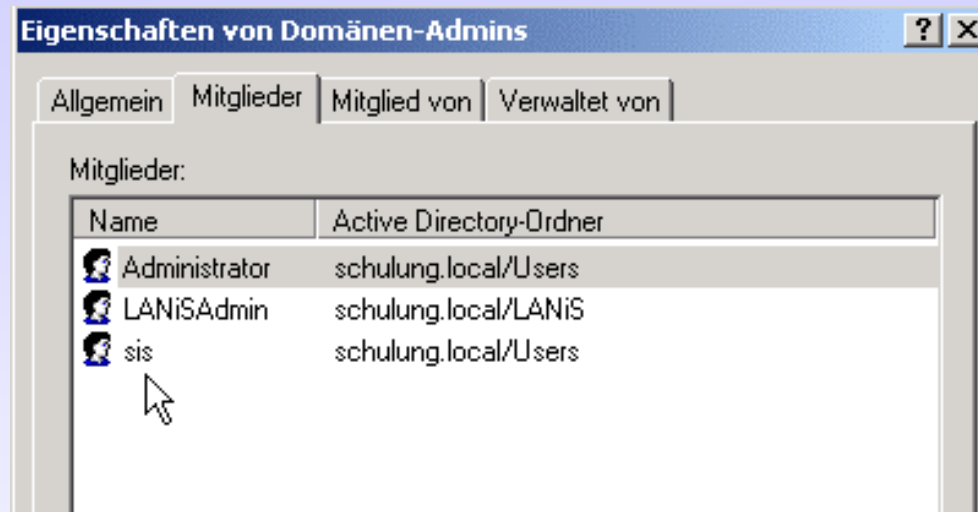 Eigenschaften von Domänen-Admins
Allgemein Mitglieder Mitglied von Verwaltet von
Mitglieder:
Name Active Directory-Ordner
Administrator schulung.local/Users
LANiSAdmin schulung.local/LANiS
sis schulung.local/Users